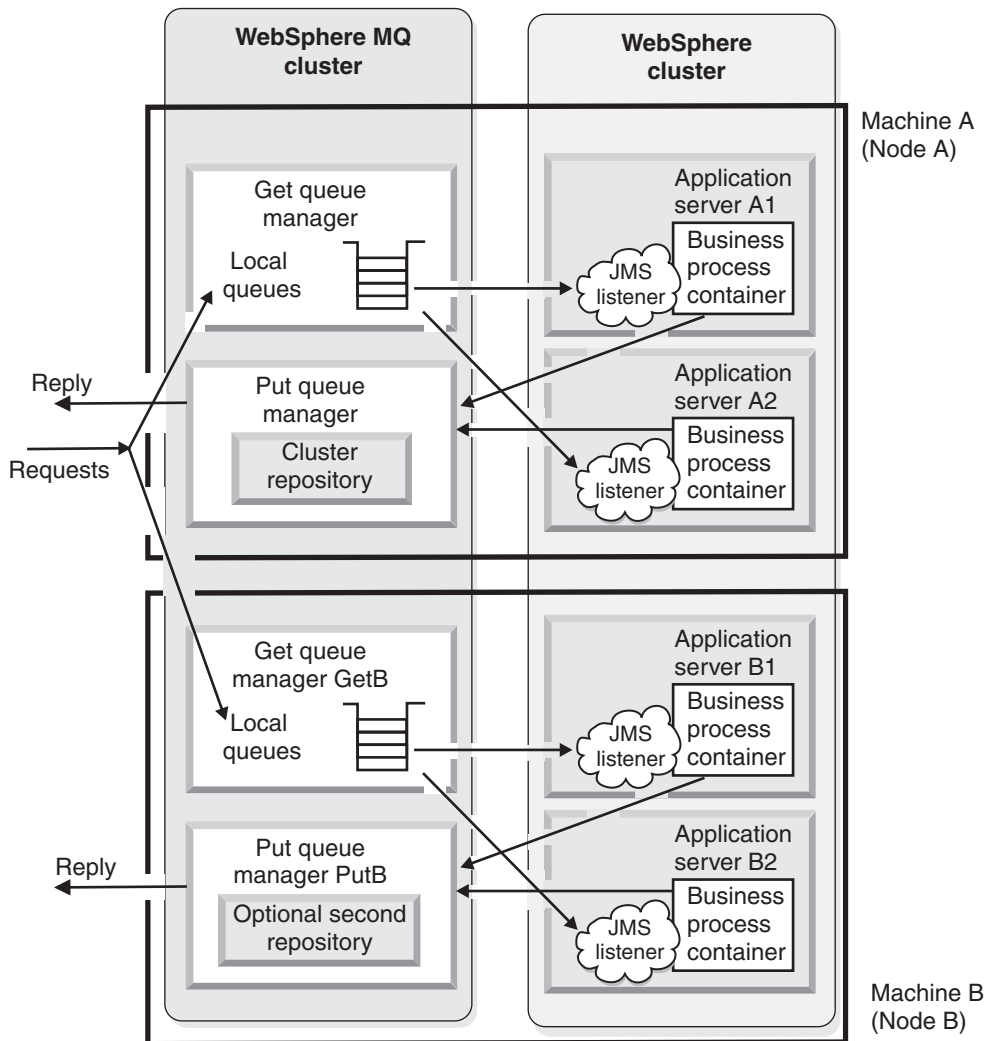 WebSphere MQ
cluster
WebSphere
cluster
Machine A
(Node A)
Get queue
manager
Local
queues
Application
server A1
Business
process
container
JMS
listener
Reply
Requests
Put queue
manager
Cluster
repository
Application
server A2
Business
process
container
JMS
listener
Get queue
manager GetB
Local
queues
Application
server B1
Business
process
container
JMS
listener
Reply
Put queue
manager PutB
Optional second
repository
Application
server B2
Business
process
container
JMS
listener
Machine B
(Node B)